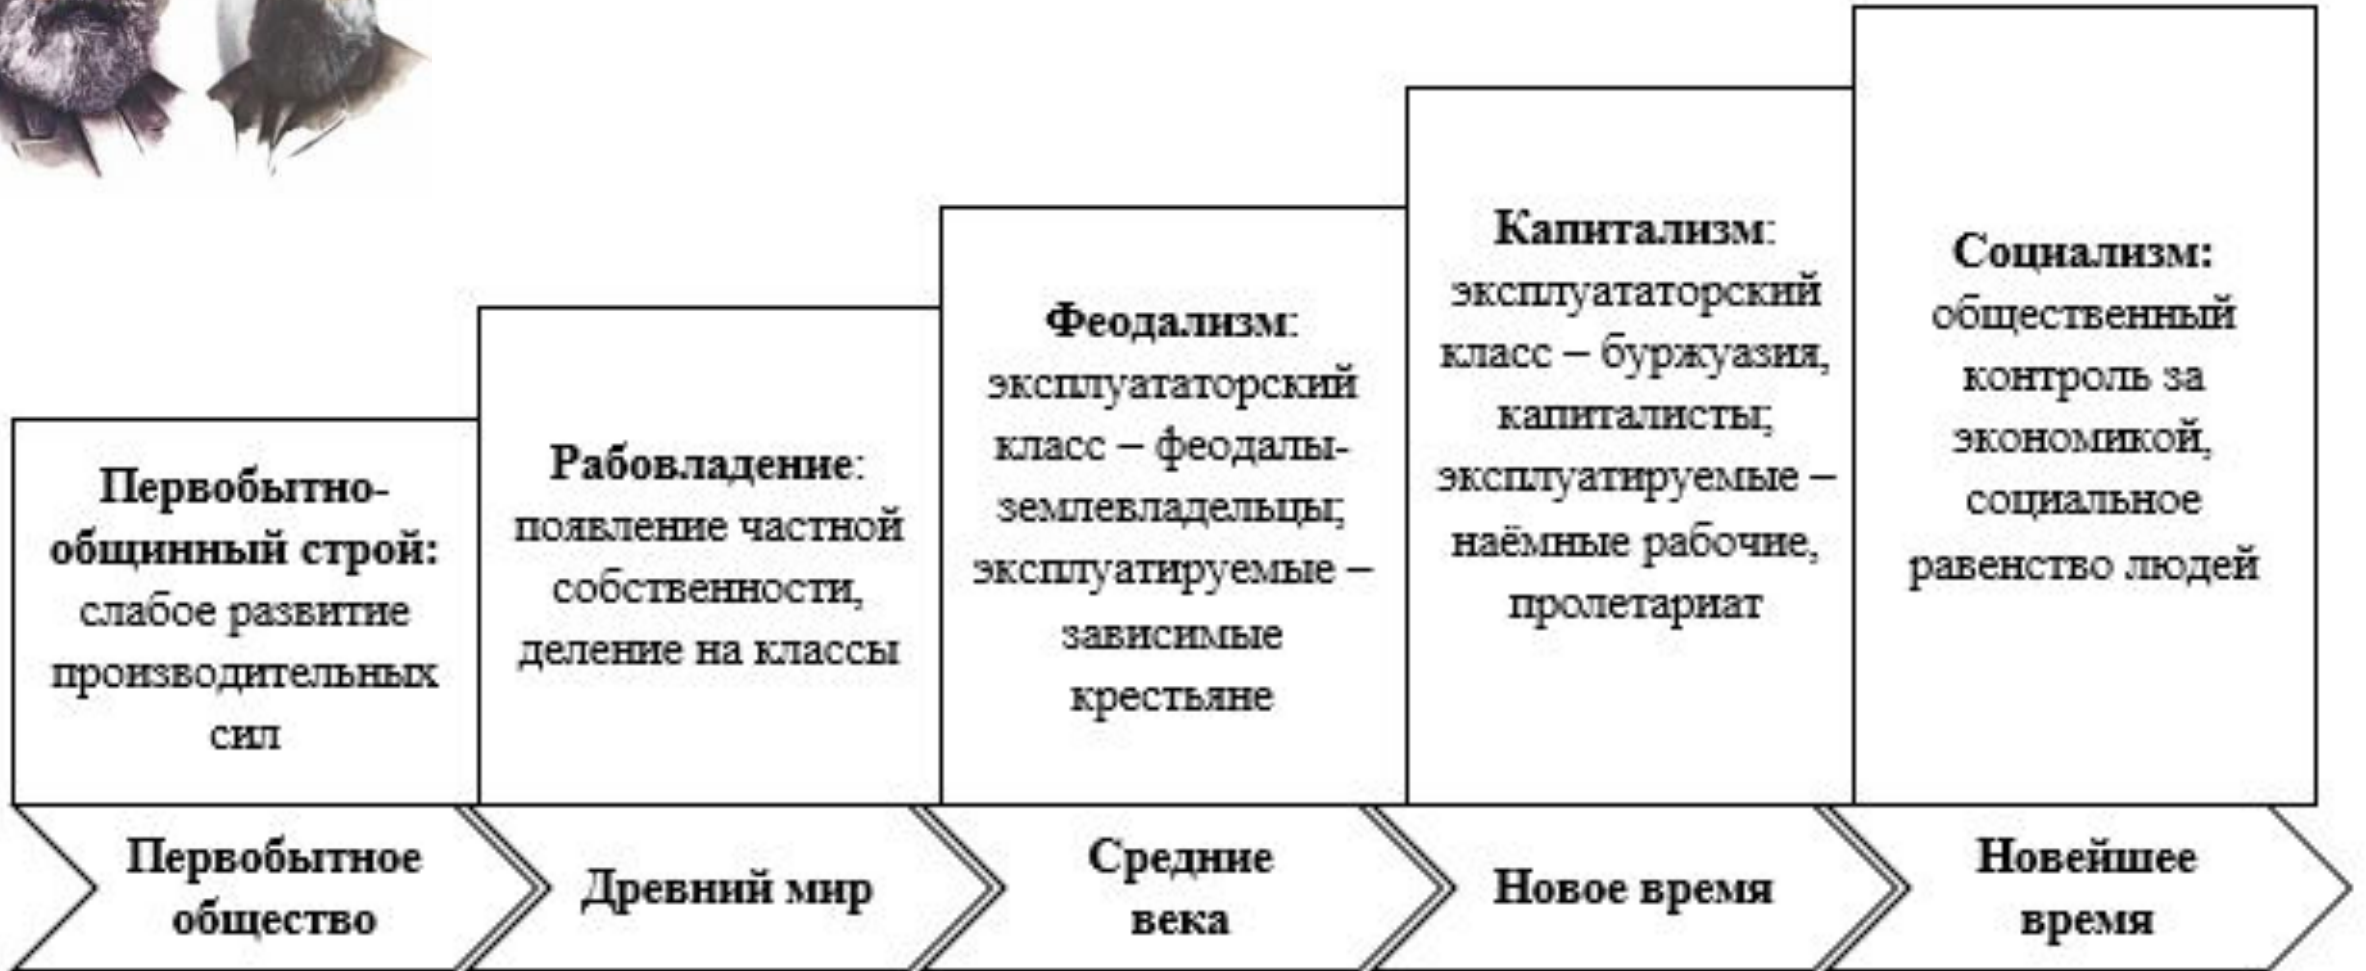 Первобытно-
общинный строй:
слабое развитие
производительных
сил
Рабовладение:
появление частной
собственности,
деление на классы
Феодализм:
эксплуататорский
класс – феодалы-
землевладельцы;
эксплуатируемые –
зависимые
крестьяне
Капитализм:
эксплуататорский
класс – буржуазия,
капиталисты;
эксплуатируемые –
наёмные рабочие,
пролетариат
Социализм:
общественный
контроль за
экономикой,
социальное
равенство людей
Первобытное
общество
Древний мир
Средние
века
Новое время
Новейшее
время